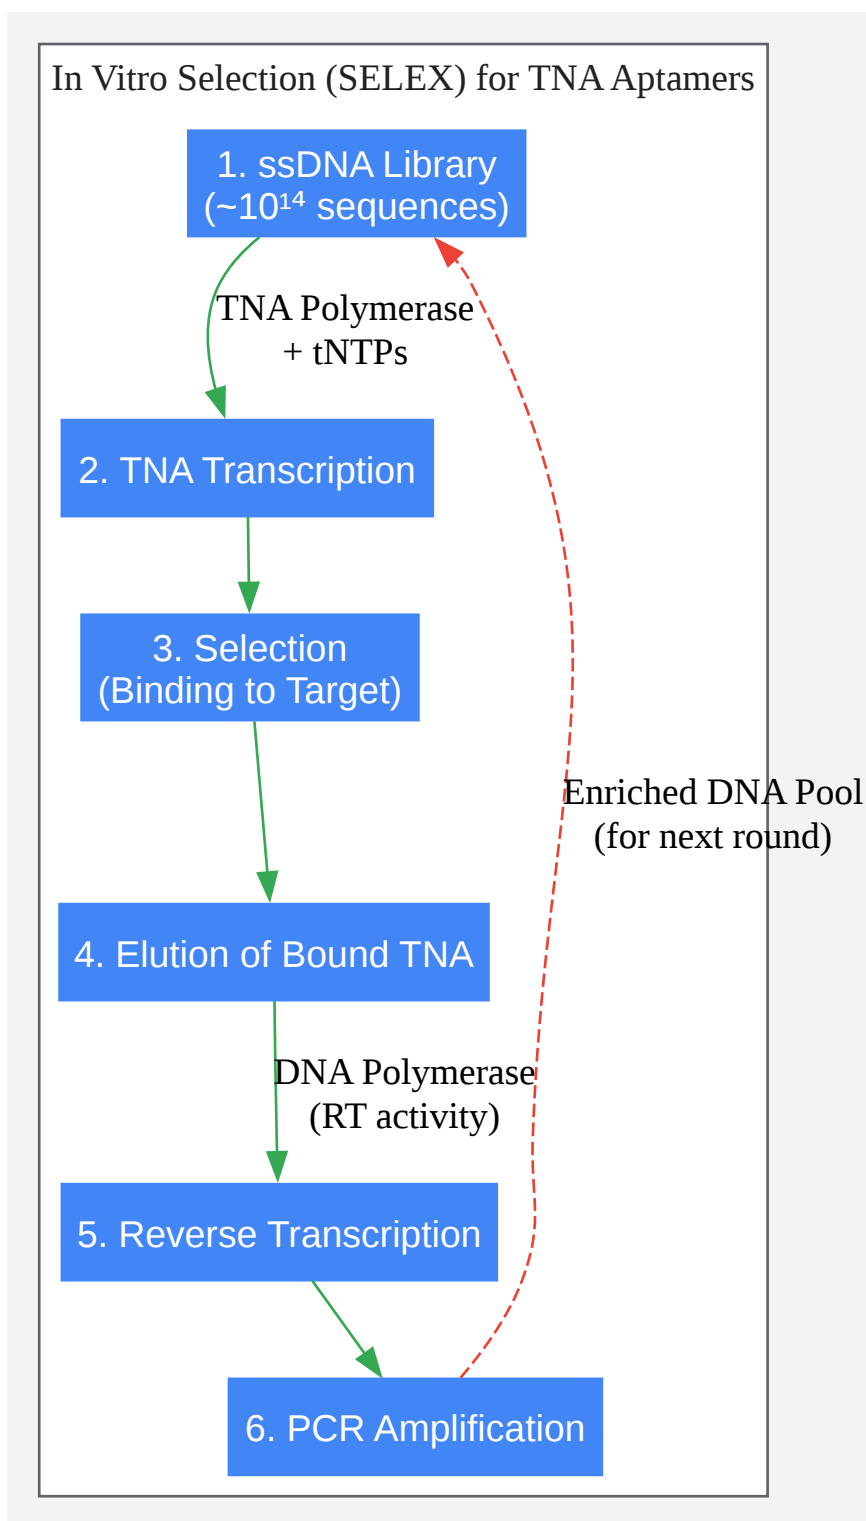 In Vitro Selection (SELEX) for TNA Aptamers
1. ssDNA Library
(~10¹⁴ sequences)
TNA Polymerase
+ tNTPs
2. TNA Transcription
3. Selection
(Binding to Target)
Enriched DNA Pool
(for next round)
4. Elution of Bound TNA
DNA Polymerase
(RT activity)
5. Reverse Transcription
6. PCR Amplification